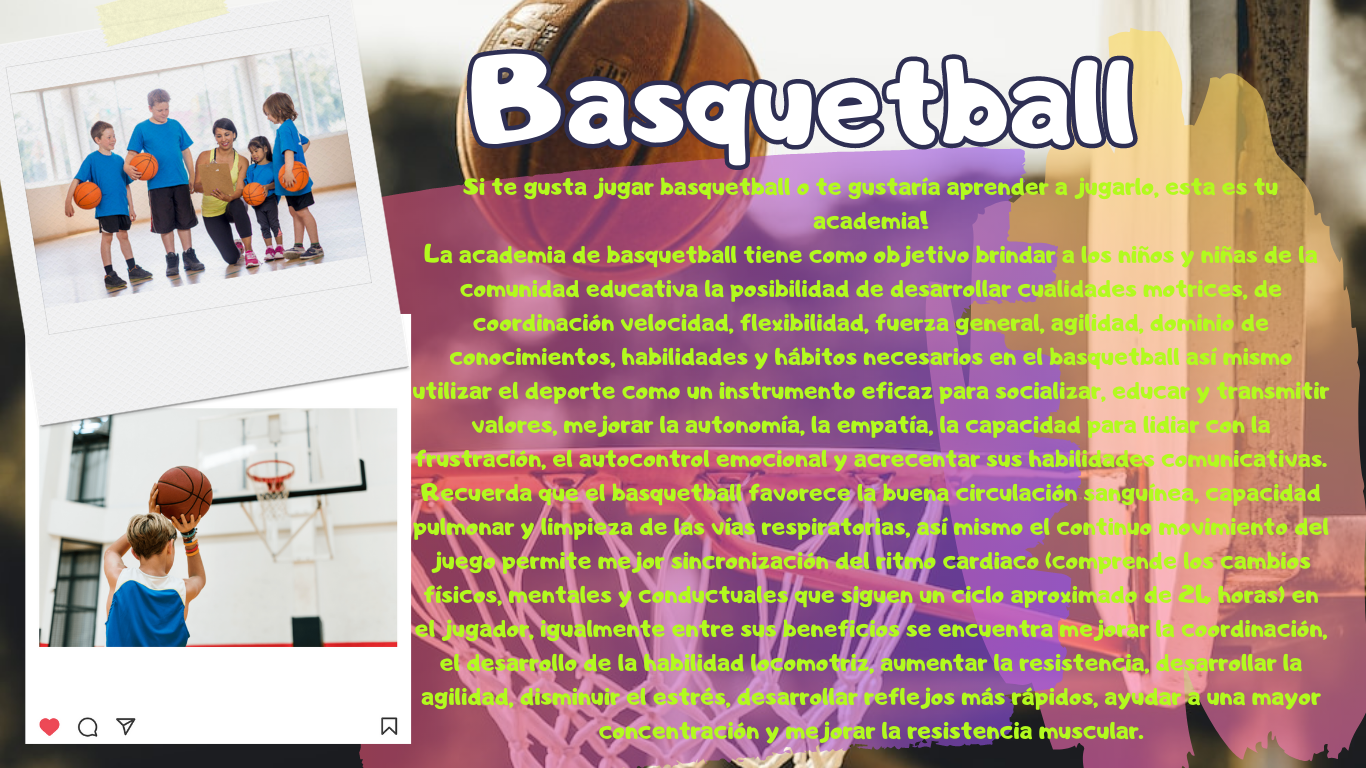 Basquetball
Si te gusta jugar basquetball o te gustaría aprender a jugarlo, esta es tu
academia!
La academia de basquetball tiene como objetivo brindar a los niños y niñas de la
comunidad educativa la posibilidad de desarrollar cualidades motrices, de
coordinación velocidad, flexibilidad, fuerza general, agilidad, dominio de
conocimientos, habilidades y hábitos necesarios en el basquetball así mismo
utilizar el deporte como un instrumento eficaz para socializar, educar y transmitir
valores, mejorar la autonomía, la empatía, la capacidad para lidiar con la
frustración, el autocontrol emocional y acrecentar sus habilidades comunicativas.
Recuerda que el basquetball favorece la buena circulación sanguínea, capacidad
pulmonar y limpieza de las vías respiratorias, así mismo el continuo movimiento del
juego permite mejor sincronización del ritmo cardiaco (comprende los cambios
físicos, mentales y conductuales que siguen un ciclo aproximado de 24 horas) en
el jugador, igualmente entre sus beneficios se encuentra mejorar la coordinación,
el desarrollo de la habilidad locomotriz, aumentar la resistencia, desarrollar la
agilidad, disminuir el estrés, desarrollar reflejos más rápidos, ayudar a una mayor
concentración y mejorar la resistencia muscular.